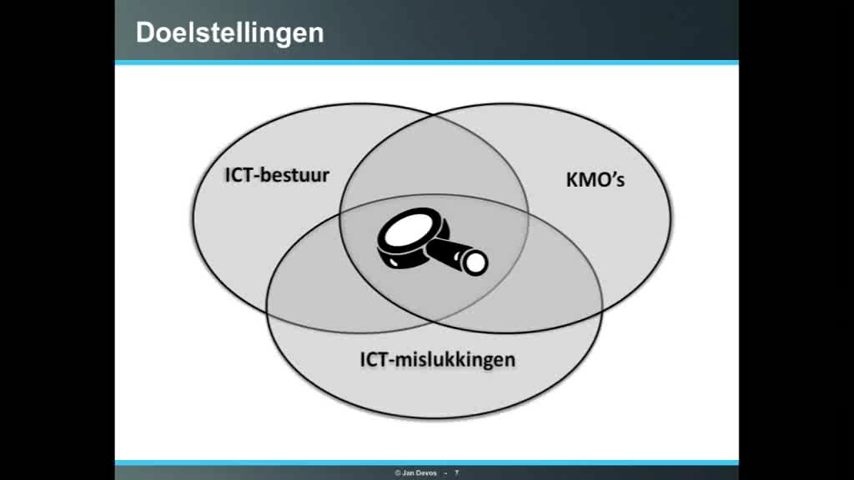 Doelstellingen
ICT-bestuur
KMO's
ICT-mislukkingen
© Jan Devos - 7